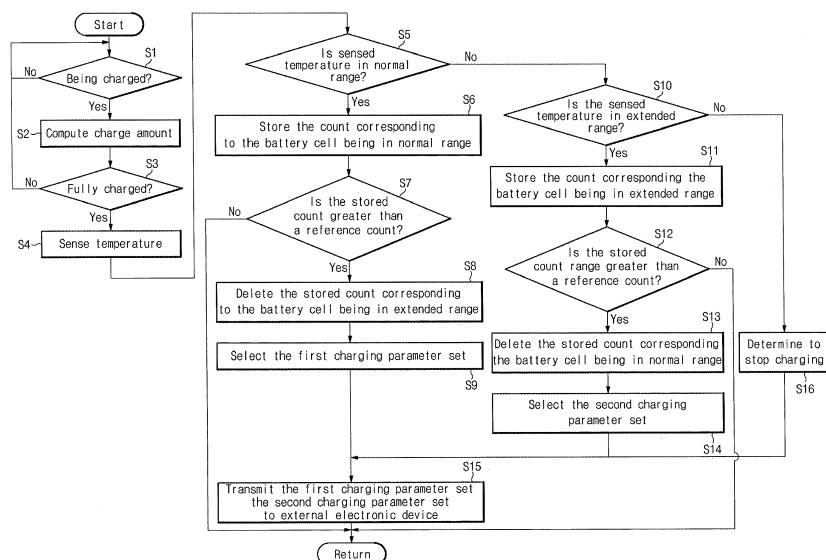 Start
S1
Being charged?
No
Yes
S2
Compute charge amount
S3
Fully charged?
No
Yes
S4
Sense temperature
S5
Is sensed
temperature in normal
range?
No
Yes
S6
Store the count corresponding
to the battery cell being in normal range
S7
Is the stored
count greater than
a reference count?
No
Yes
S8
Delete the stored count corresponding
to the battery cell being in extended range
Select the first charging parameter set
S9
S10
Is the sensed
temperature in extended
range?
No
Yes
S11
Store the count corresponding the
battery cell being in extended range
S12
Is the stored
count range greater than
a reference count?
No
Yes
S13
Delete the stored count corresponding
the battery cell being in normal range
Select the second charging
parameter set
S14
Determine to
stop charging
S16
S15
Transmit the first charging parameter set
the second charging parameter set
to external electronic device
Return